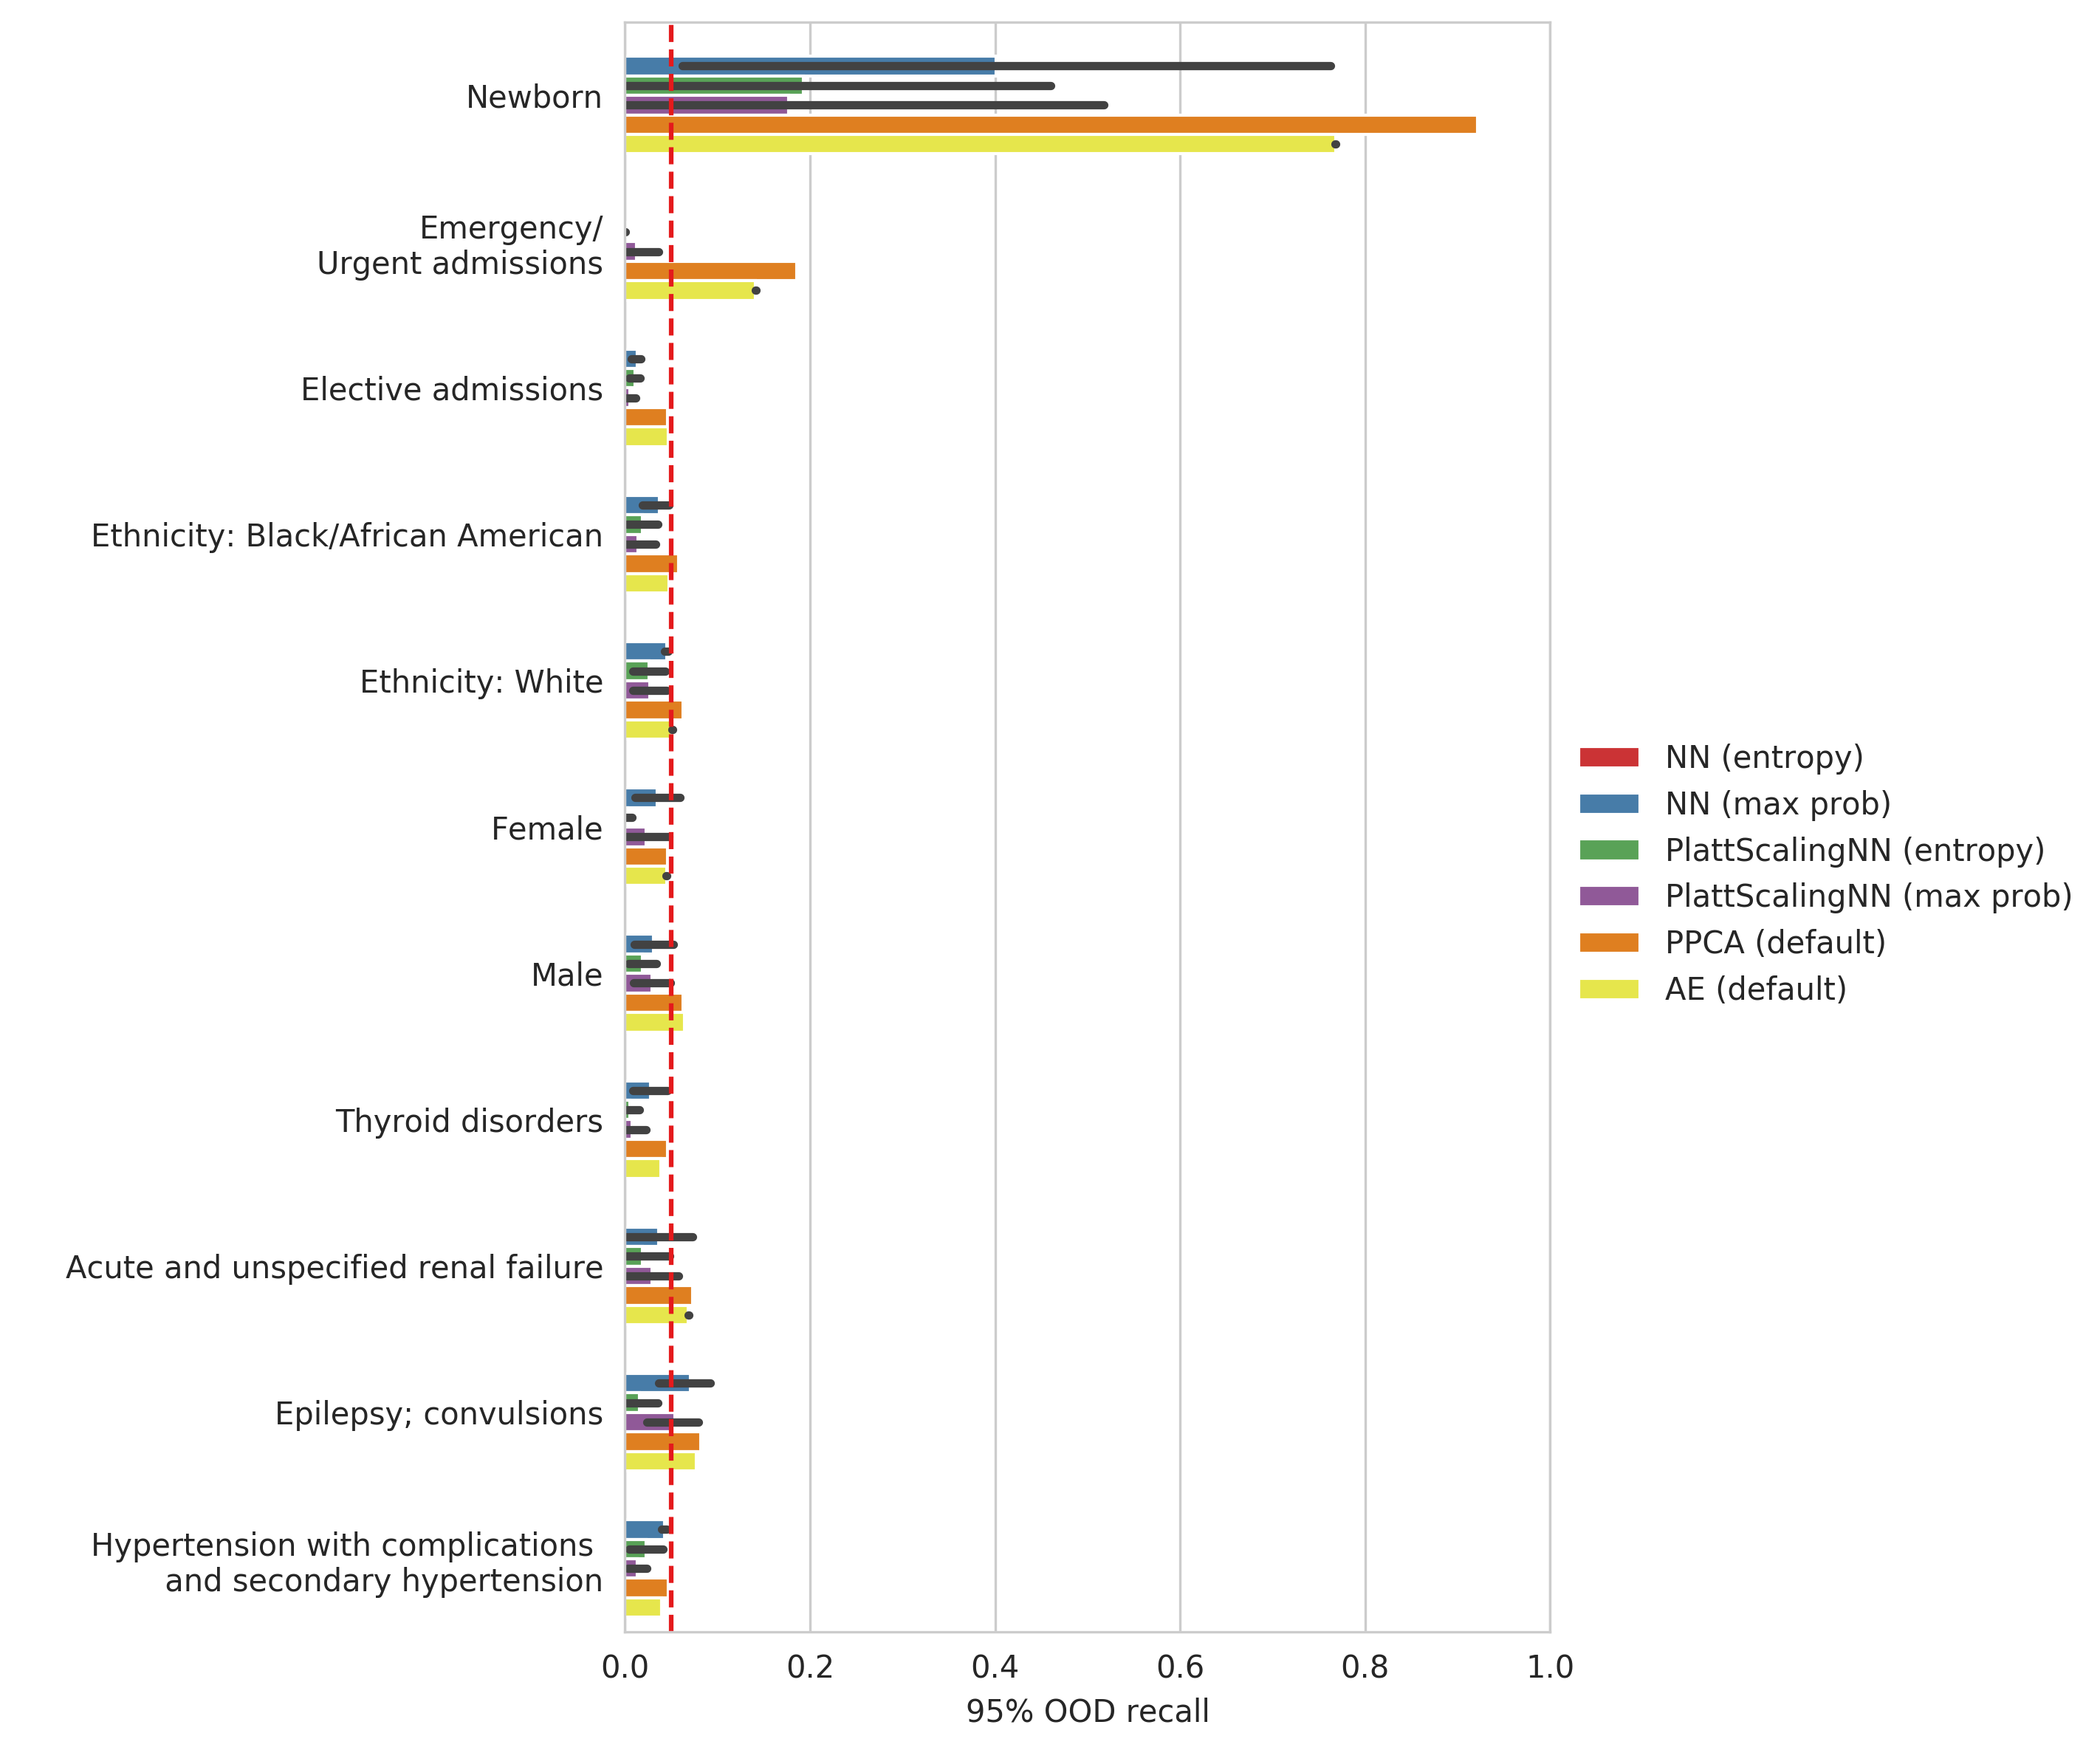 Newborn
Emergency/
Urgent admissions
Elective admissions
Ethnicity: Black/African American
Ethnicity: White
Female
Male
Thyroid disorders
Acute and unspecified renal failure
Epilepsy; convulsions
Hypertension with complications
and secondary hypertension
0.0 0.2 0.4 0.6 0.8 1.0
95% OOD recall
NN (entropy)
NN (max prob)
PlattScalingNN (entropy)
PlattScalingNN (max prob)
PPCA (default)
AE (default)